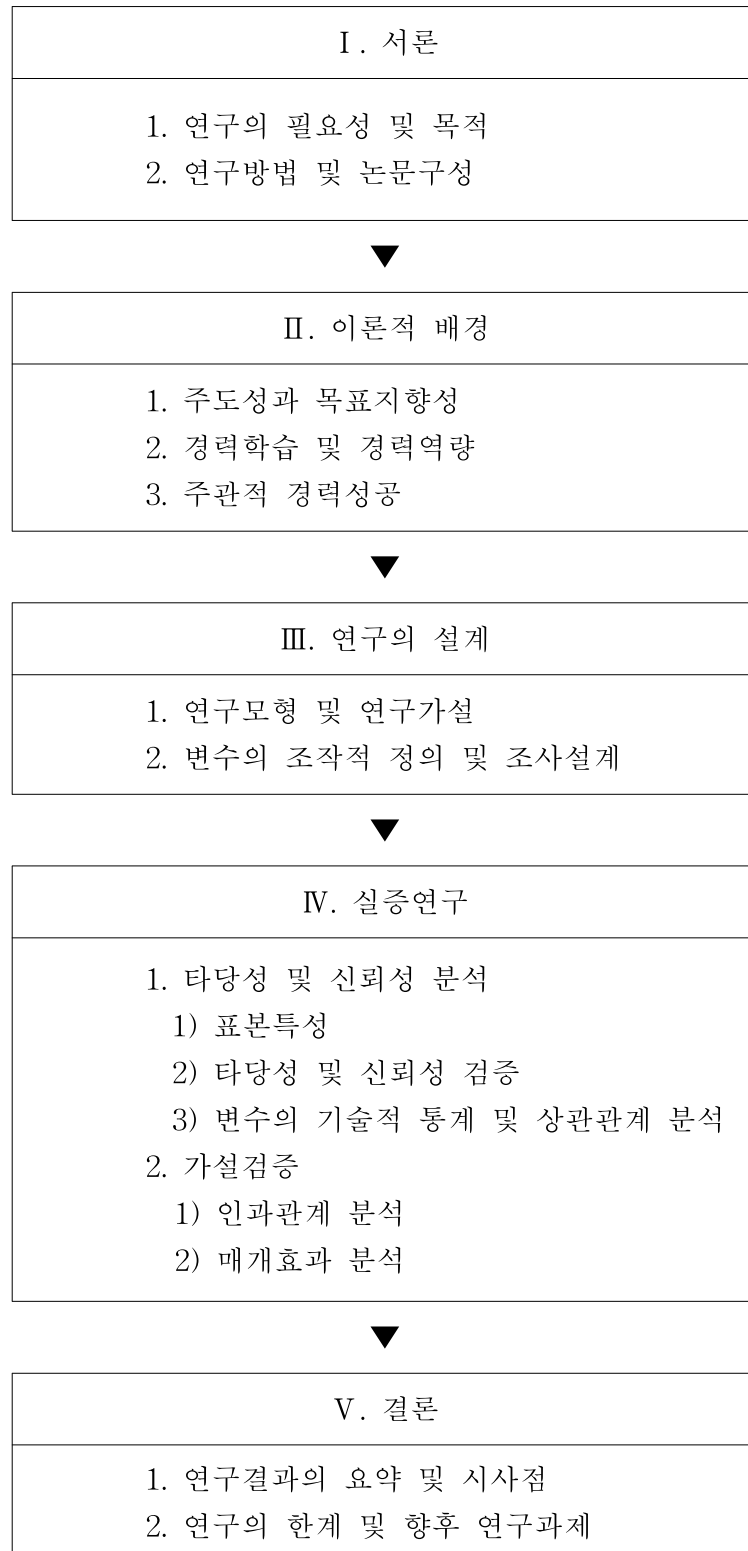 Ⅰ. 서론
1. 연구의 필요성 및 목적
2. 연구방법 및 논문구성
▼
Ⅱ. 이론적 배경
1. 주도성과 목표지향성
2. 경력학습 및 경력역량
3. 주관적 경력성공
▼
Ⅲ. 연구의 설계
1. 연구모형 및 연구가설
2. 변수의 조작적 정의 및 조사설계
▼
Ⅳ. 실증연구
1. 타당성 및 신뢰성 분석
1) 표본특성
2) 타당성 및 신뢰성 검증
3) 변수의 기술적 통계 및 상관관계 분석
2. 가설검증
1) 인과관계 분석
2) 매개효과 분석
▼
Ⅴ. 결론
1. 연구결과의 요약 및 시사점
2. 연구의 한계 및 향후 연구과제